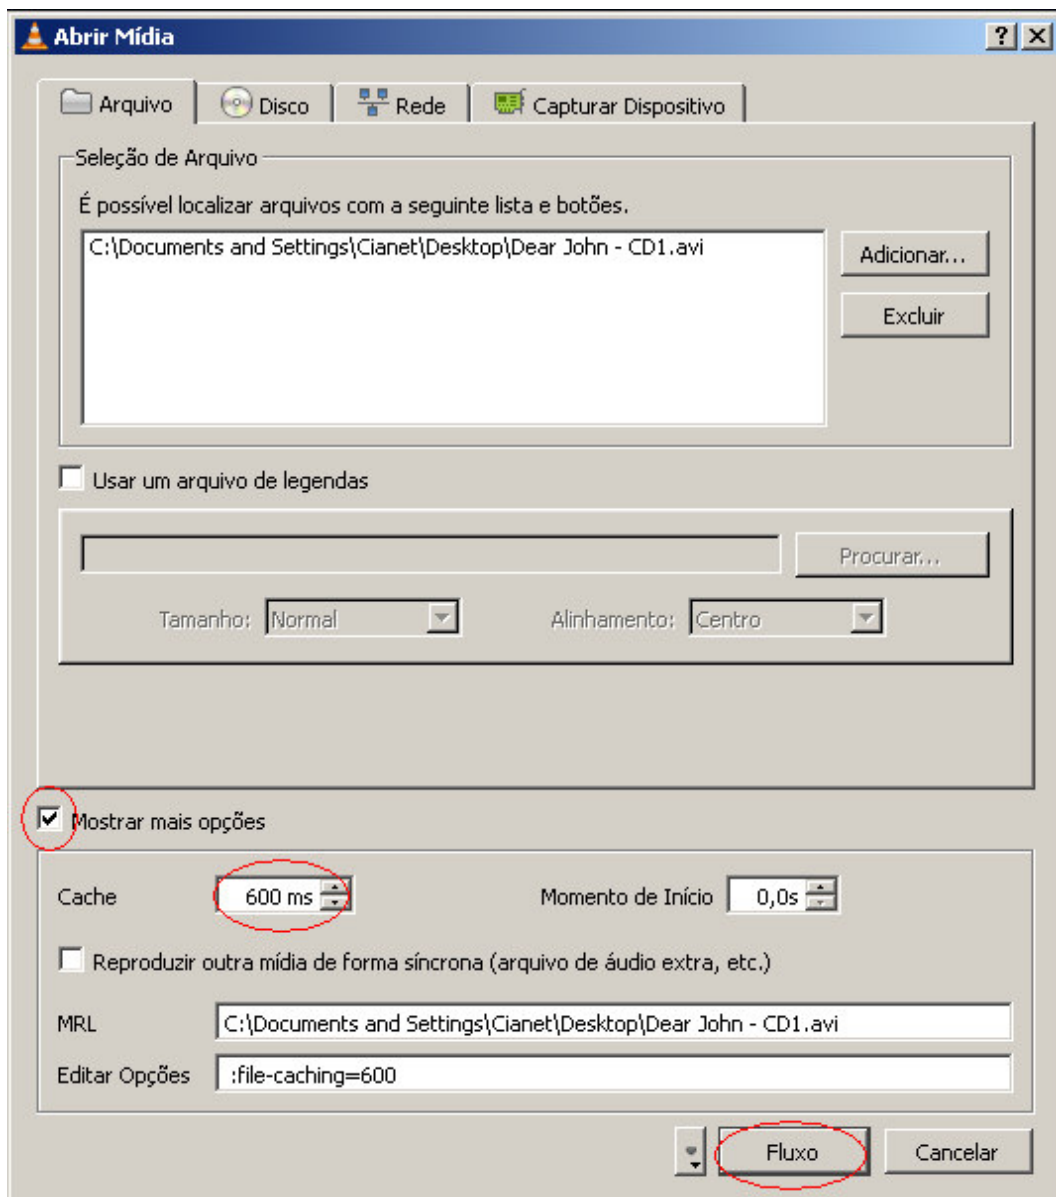 Abrir Mídia
Arquivo Disco Rede Capturar Dispositivo
Seleção de Arquivo
É possível localizar arquivos com a seguinte lista e botões.
C:\Documents and Settings\Cianet\Desktop\Dear John - CD1.avi
Adicionar...
Excluir
Usar um arquivo de legendas
Procurar...
Tamanho: Normal Alinhamento: Centro
Mostrar mais opções
Cache 600 ms Momento de Início 0,0s
Reproduzir outra mídia de forma síncrona (arquivo de áudio extra, etc.)
MRL C:\Documents and Settings\Cianet\Desktop\Dear John - CD1.avi
Editar Opções :file-caching=600
Fluxo Cancelar